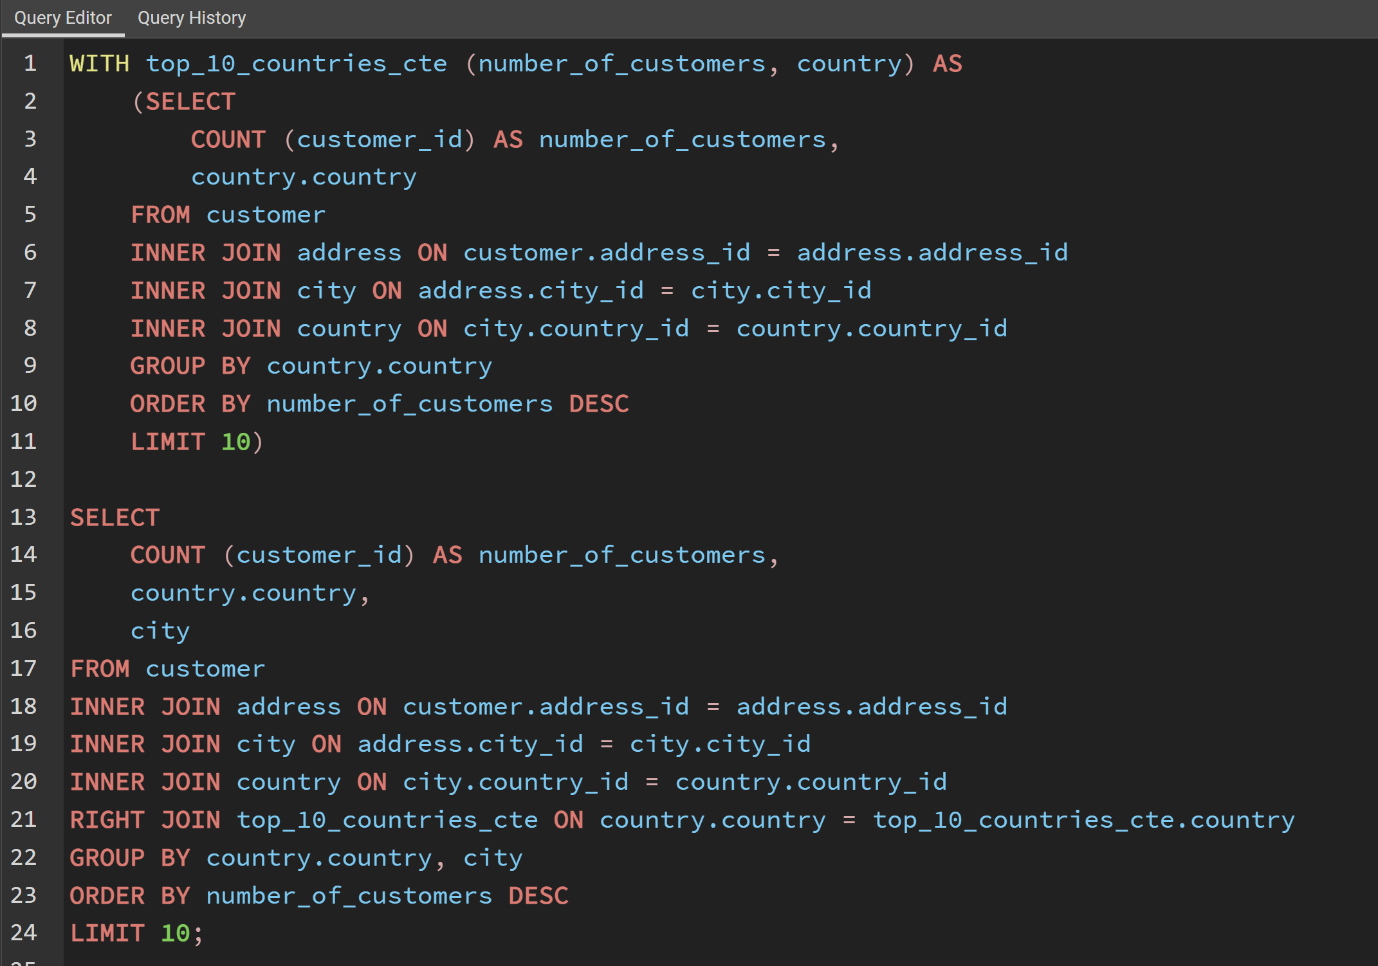 Query Editor Query History
1 WITH top_10_countries_cte (number_of_customers, country) AS
2 (SELECT
3 COUNT (customer_id) AS number_of_customers,
4 country.country
5 FROM customer
6 INNER JOIN address ON customer.address_id = address.address_id
7 INNER JOIN city ON address.city_id = city.city_id
8 INNER JOIN country ON city.country_id = country.country_id
9 GROUP BY country.country
10 ORDER BY number_of_customers DESC
11 LIMIT 10)
12
13 SELECT
14 COUNT (customer_id) AS number_of_customers,
15 country.country,
16 city
17 FROM customer
18 INNER JOIN address ON customer.address_id = address.address_id
19 INNER JOIN city ON address.city_id = city.city_id
20 INNER JOIN country ON city.country_id = country.country_id
21 RIGHT JOIN top_10_countries_cte ON country.country = top_10_countries_cte.country
22 GROUP BY country.country, city
23 ORDER BY number_of_customers DESC
24 LIMIT 10;